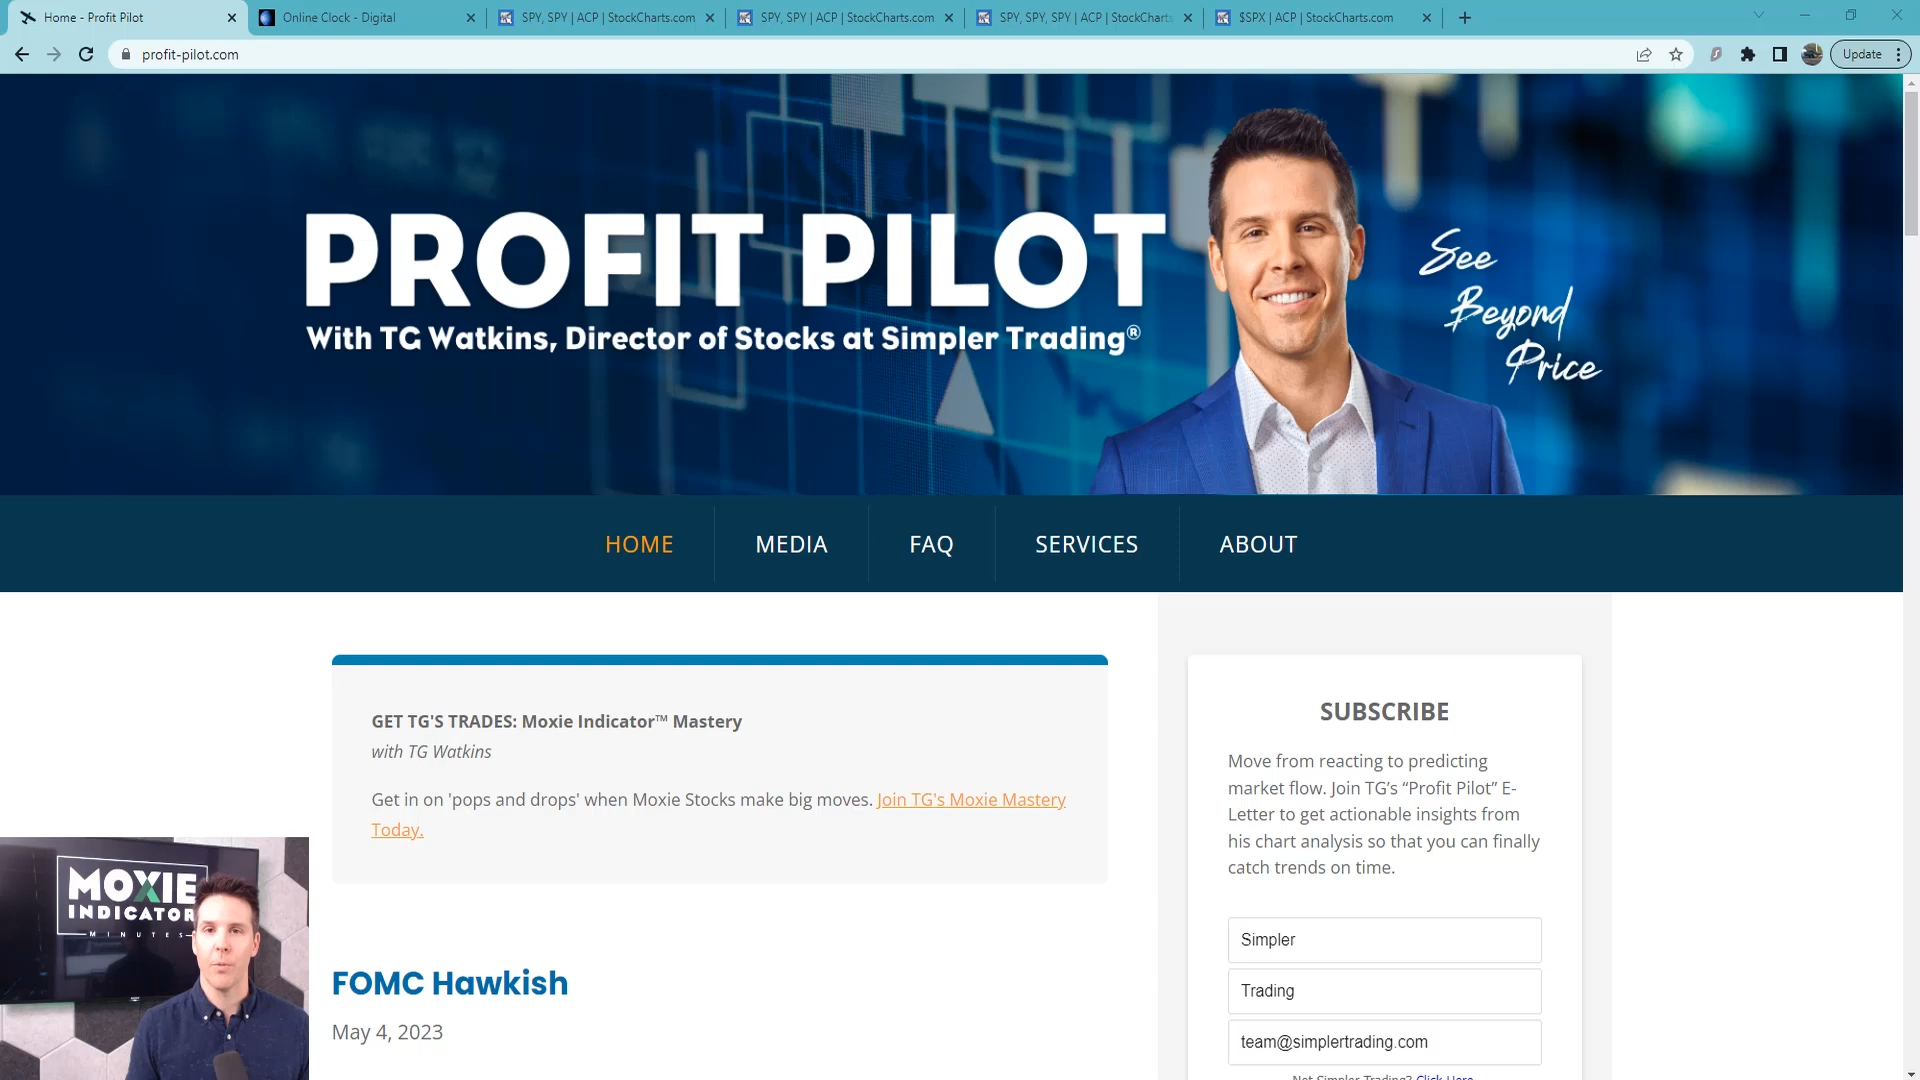 Home - Profit Pilot
Online Clock - Digital
SPY, SPY | ACP | StockCharts.com
SPY, SPY | ACP | StockCharts.com
SPY, SPY, SPY | ACP | StockCharts
$SPX | ACP | StockCharts.com
profit-pilot.com
Update
PROFIT PILOT
With TG Watkins, Director of Stocks at Simpler Trading®
See
Beyond
Price
HOME
MEDIA
FAQ
SERVICES
ABOUT
GET TG'S TRADES: Moxie Indicator™ Mastery
with TG Watkins
Get in on 'pops and drops' when Moxie Stocks make big moves. Join TG's Moxie Mastery
Today.
FOMC Hawkish
May 4, 2023
SUBSCRIBE
Move from reacting to predicting
market flow. Join TG’s “Profit Pilot” E-
Letter to get actionable insights from
his chart analysis so that you can finally
catch trends on time.
Simpler
Trading
team@simplertrading.com
Not Simpler Trading? Click Here
MOXIE
INDICATOR
MINUTES